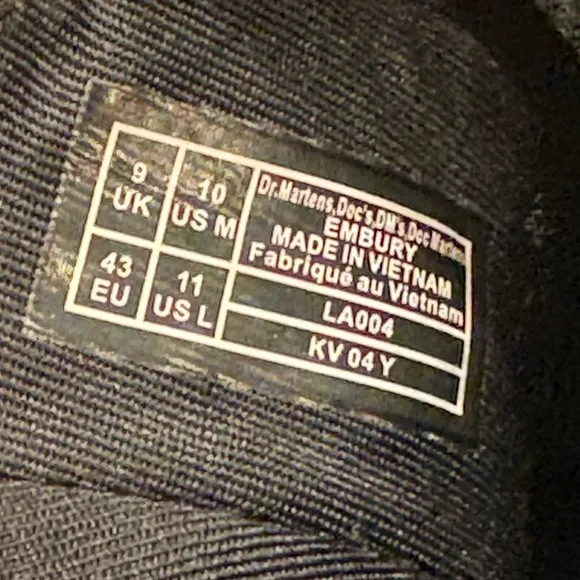 9
UK
10
US M
43
EU
11
US L
Dr.Martens,Doc's,DM's,Doc Martens
EMBURY
MADE IN VIETNAM
Fabriqué au Vietnam
LA004
KV 04 Y